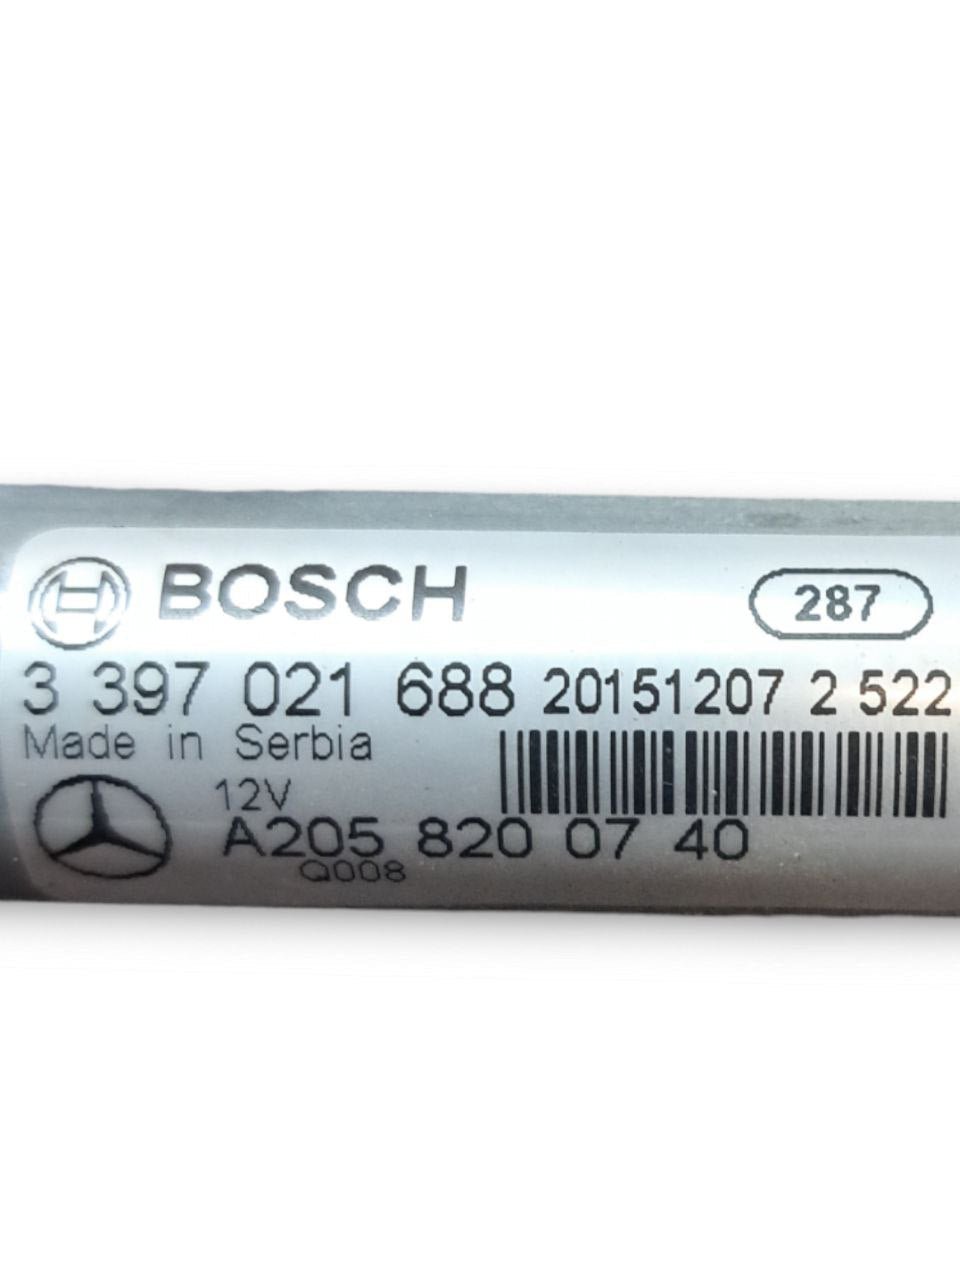 BOSCH 287
3 397 021 688 20151207 2 522
Made in Serbia
12V
A205 820 07 40
Q008